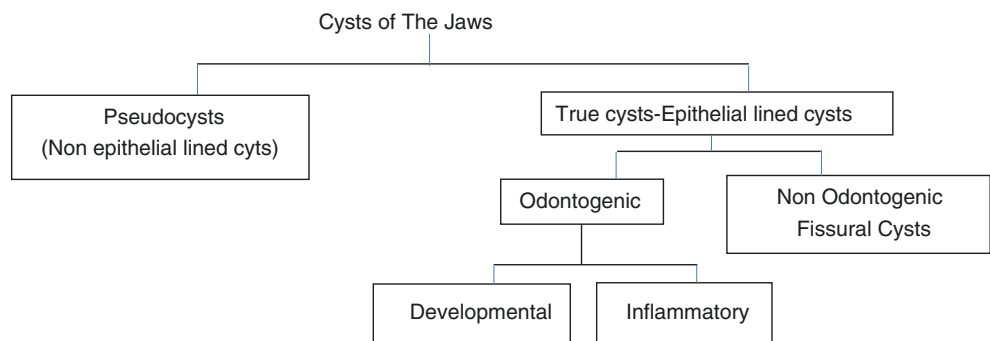 Cysts of The Jaws
Pseudocysts
(Non epithelial lined cyts)
True cysts-Epithelial lined cysts
Odontogenic
Non Odontogenic
Fissural Cysts
Developmental
Inflammatory